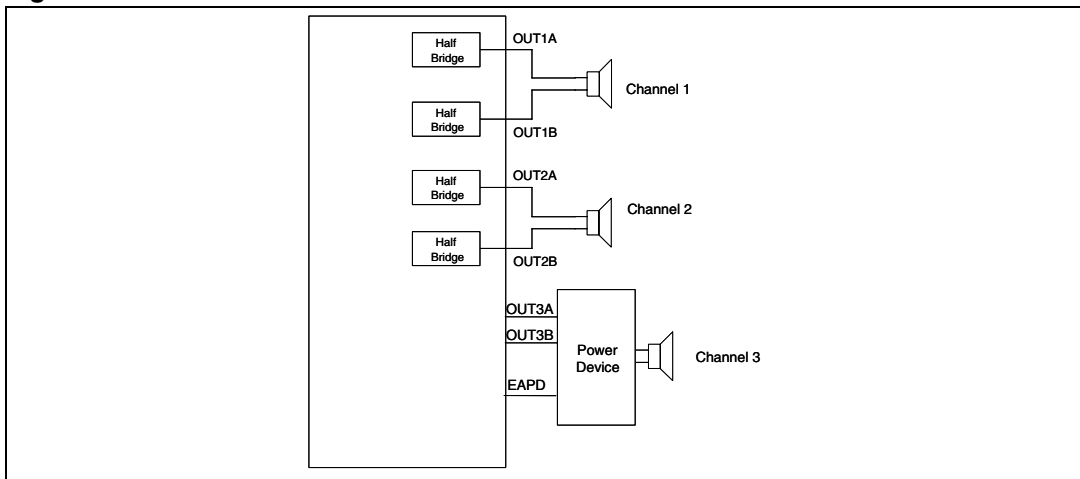 Half
Bridge
OUT1A
Channel 1
Half
Bridge
OUT1B
Half
Bridge
OUT2A
Channel 2
Half
Bridge
OUT2B
OUT3A
OUT3B
Power
Device
Channel 3
EAPD